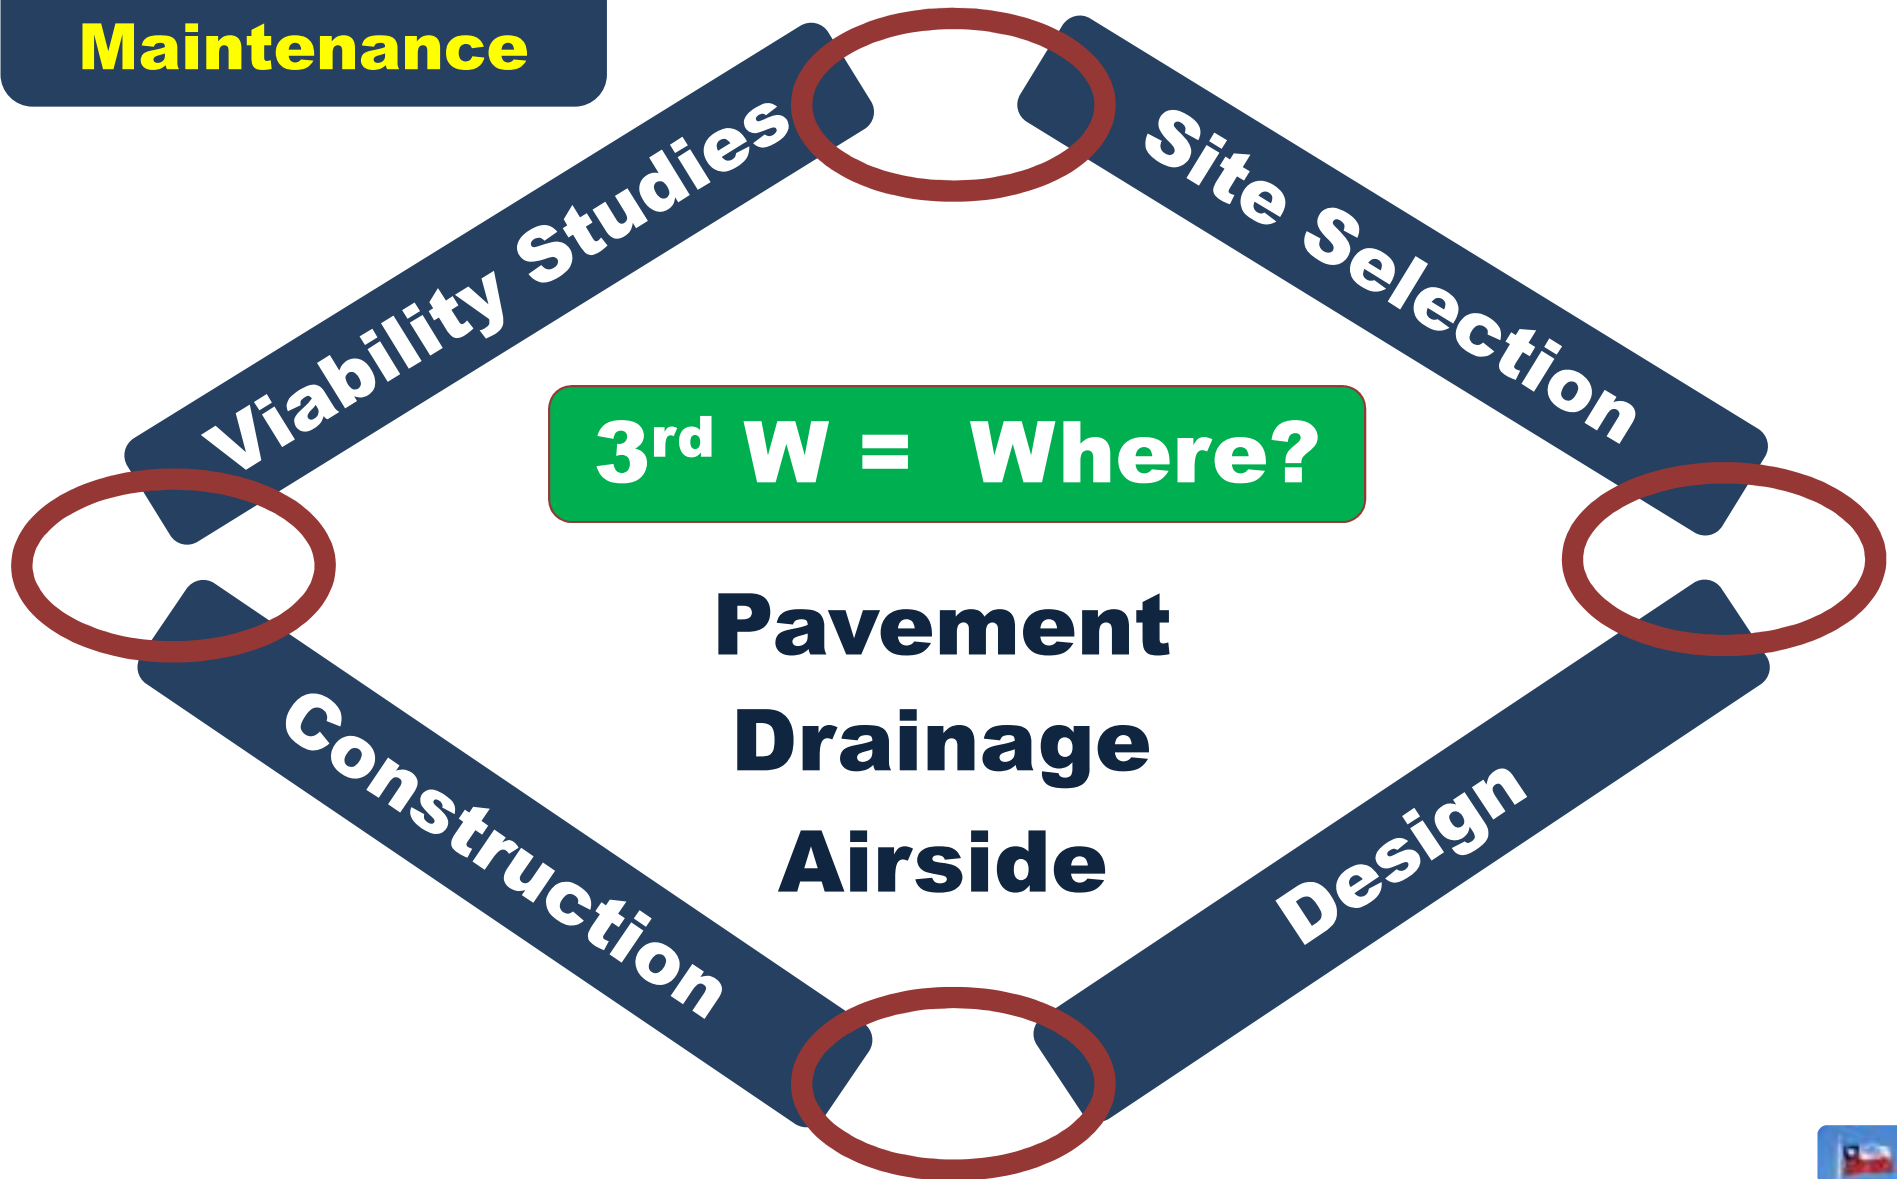 Maintenance
Viability Studies
Site Selection
3rd W = Where?
Pavement
Drainage
Airside
Construction
Design